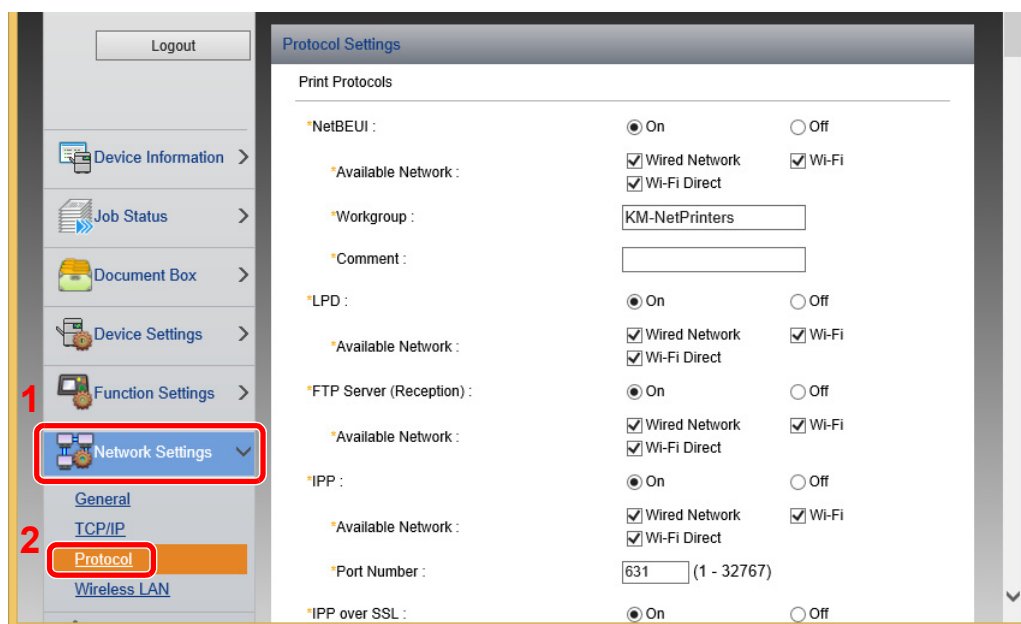 Logout
Device Information
Job Status
Document Box
Device Settings
1
Function Settings
Network Settings
General
TCP/IP
2
Protocol
Wireless LAN
Protocol Settings
Print Protocols
*NetBEUI : On Off
*Available Network : Wired Network Wi-Fi
Wi-Fi Direct
*Workgroup : KM-NetPrinters
*Comment :
*LPD : On Off
*Available Network : Wired Network Wi-Fi
Wi-Fi Direct
*FTP Server (Reception) : On Off
*Available Network : Wired Network Wi-Fi
Wi-Fi Direct
*IPP : On Off
*Available Network : Wired Network Wi-Fi
Wi-Fi Direct
*Port Number : 631 (1 - 32767)
*IPP over SSL : On Off